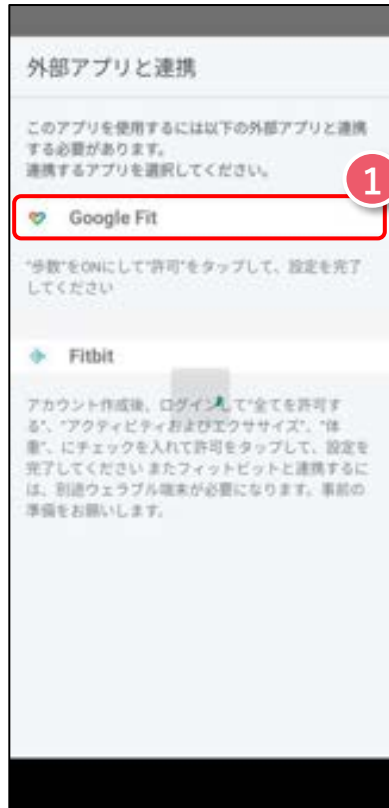 外部アプリと連携
このアプリを使用するには以下の外部アプリと連携
する必要があります。
連携するアプリを選択してください。
1
Google Fit
"歩数"をONにして"許可"をタップして、設定を完了
してください
Fitbit
アカウント作成後、ログインして"全てを許可す
る"、"アクティビティおよびエクササイズ"、"体
重"、にチェックを入れて許可をタップして、設定を
完了してください またフィットビットと連携するに
は、別途ウェラブル端末が必要になります。事前の
準備をお願いします。